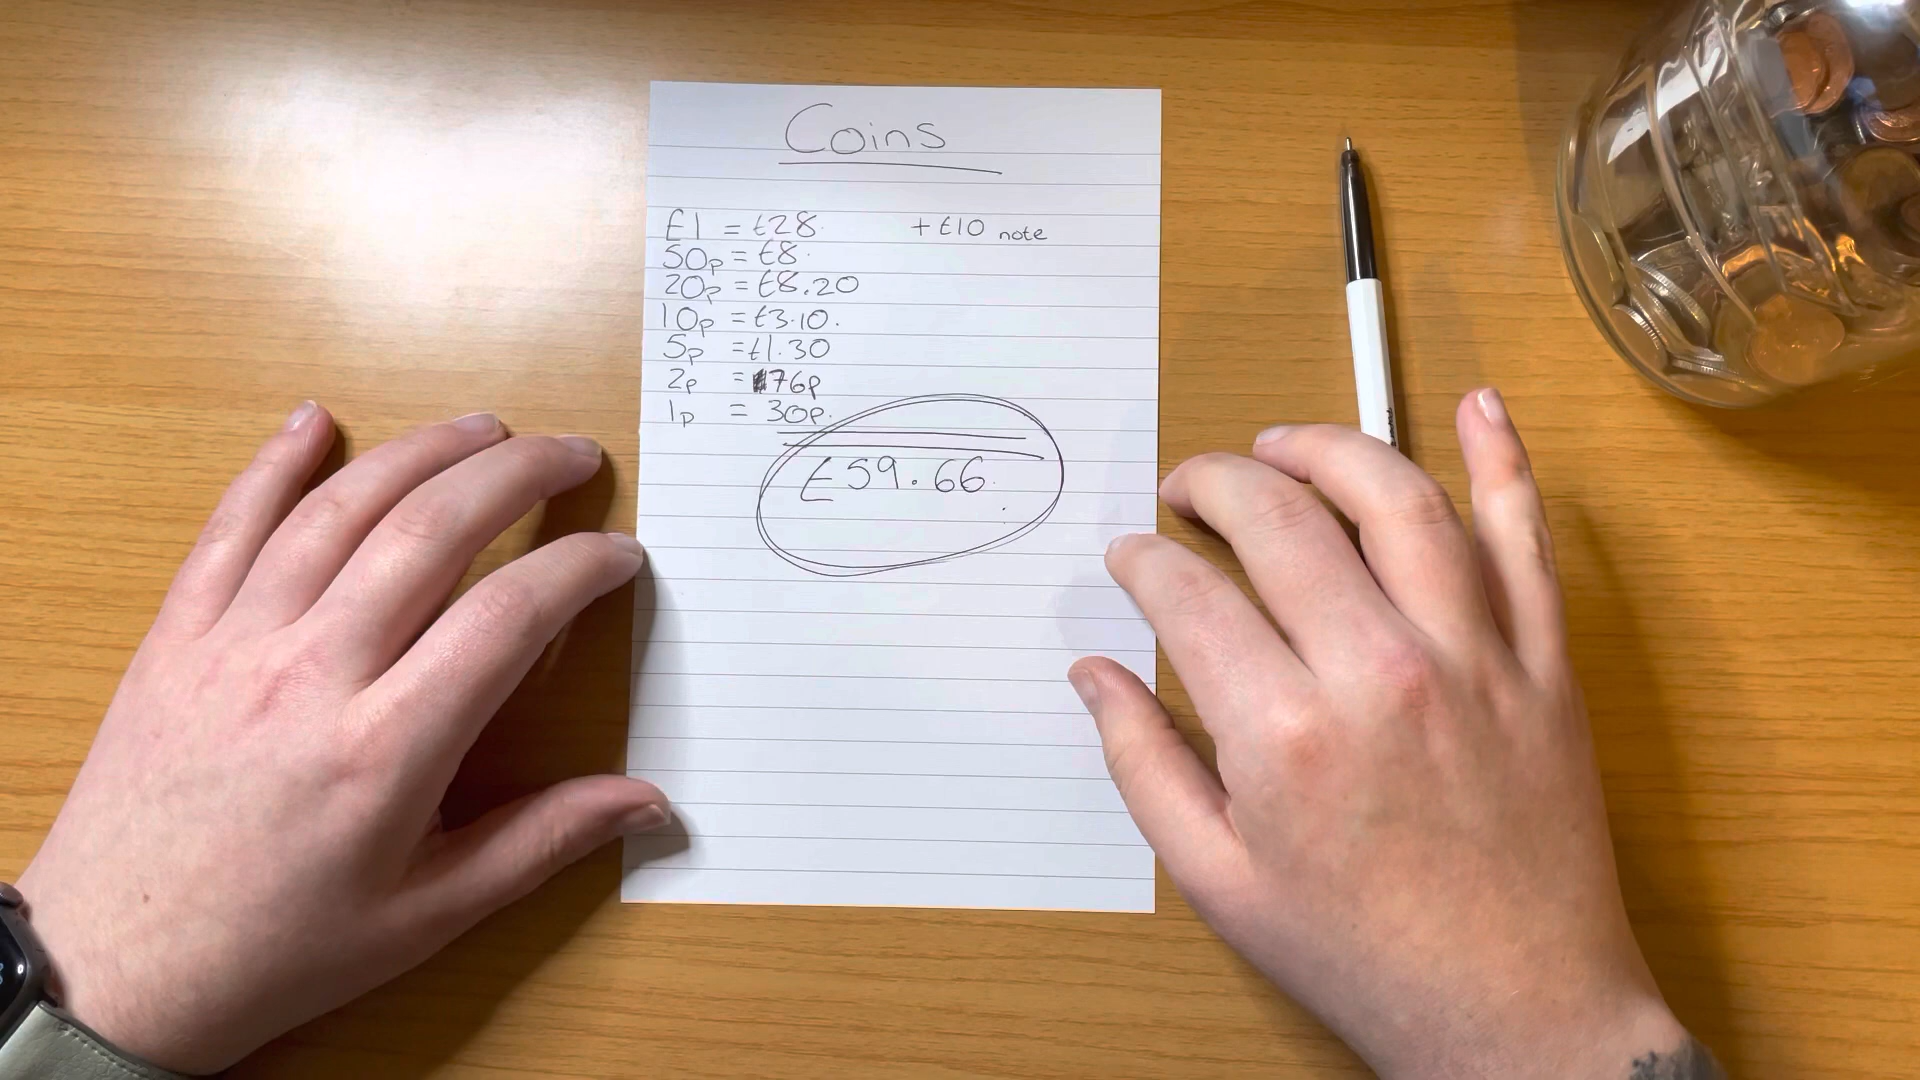 Coins
£1 = £28. + £10 note
50p = £8.
20p = £8.20
10p = £3.10.
5p = £1.30
2p = 76p
1p = 30p.
£59.66.